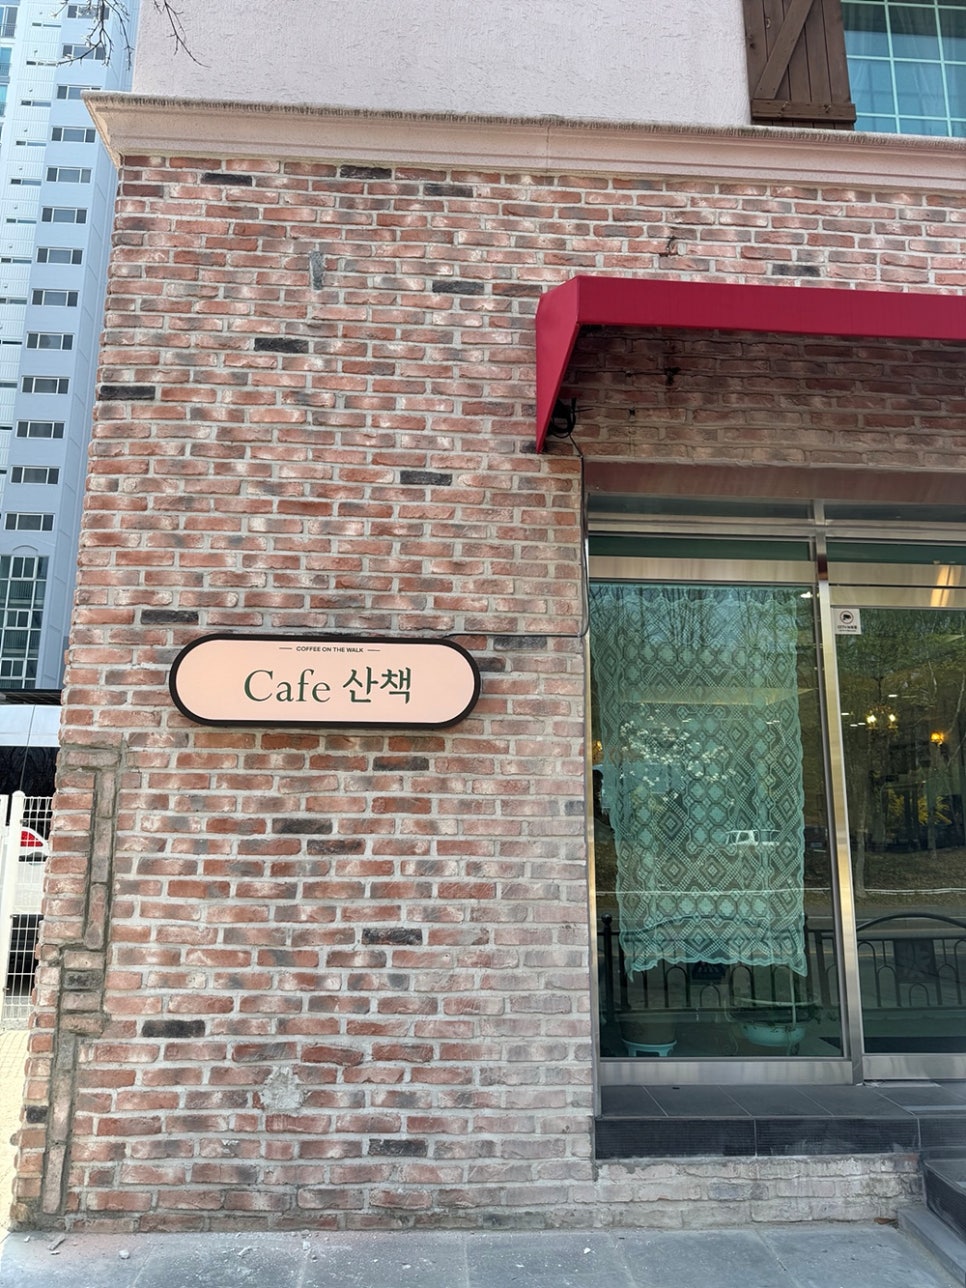 COFFEE ON THE WALK
Cafe 산책